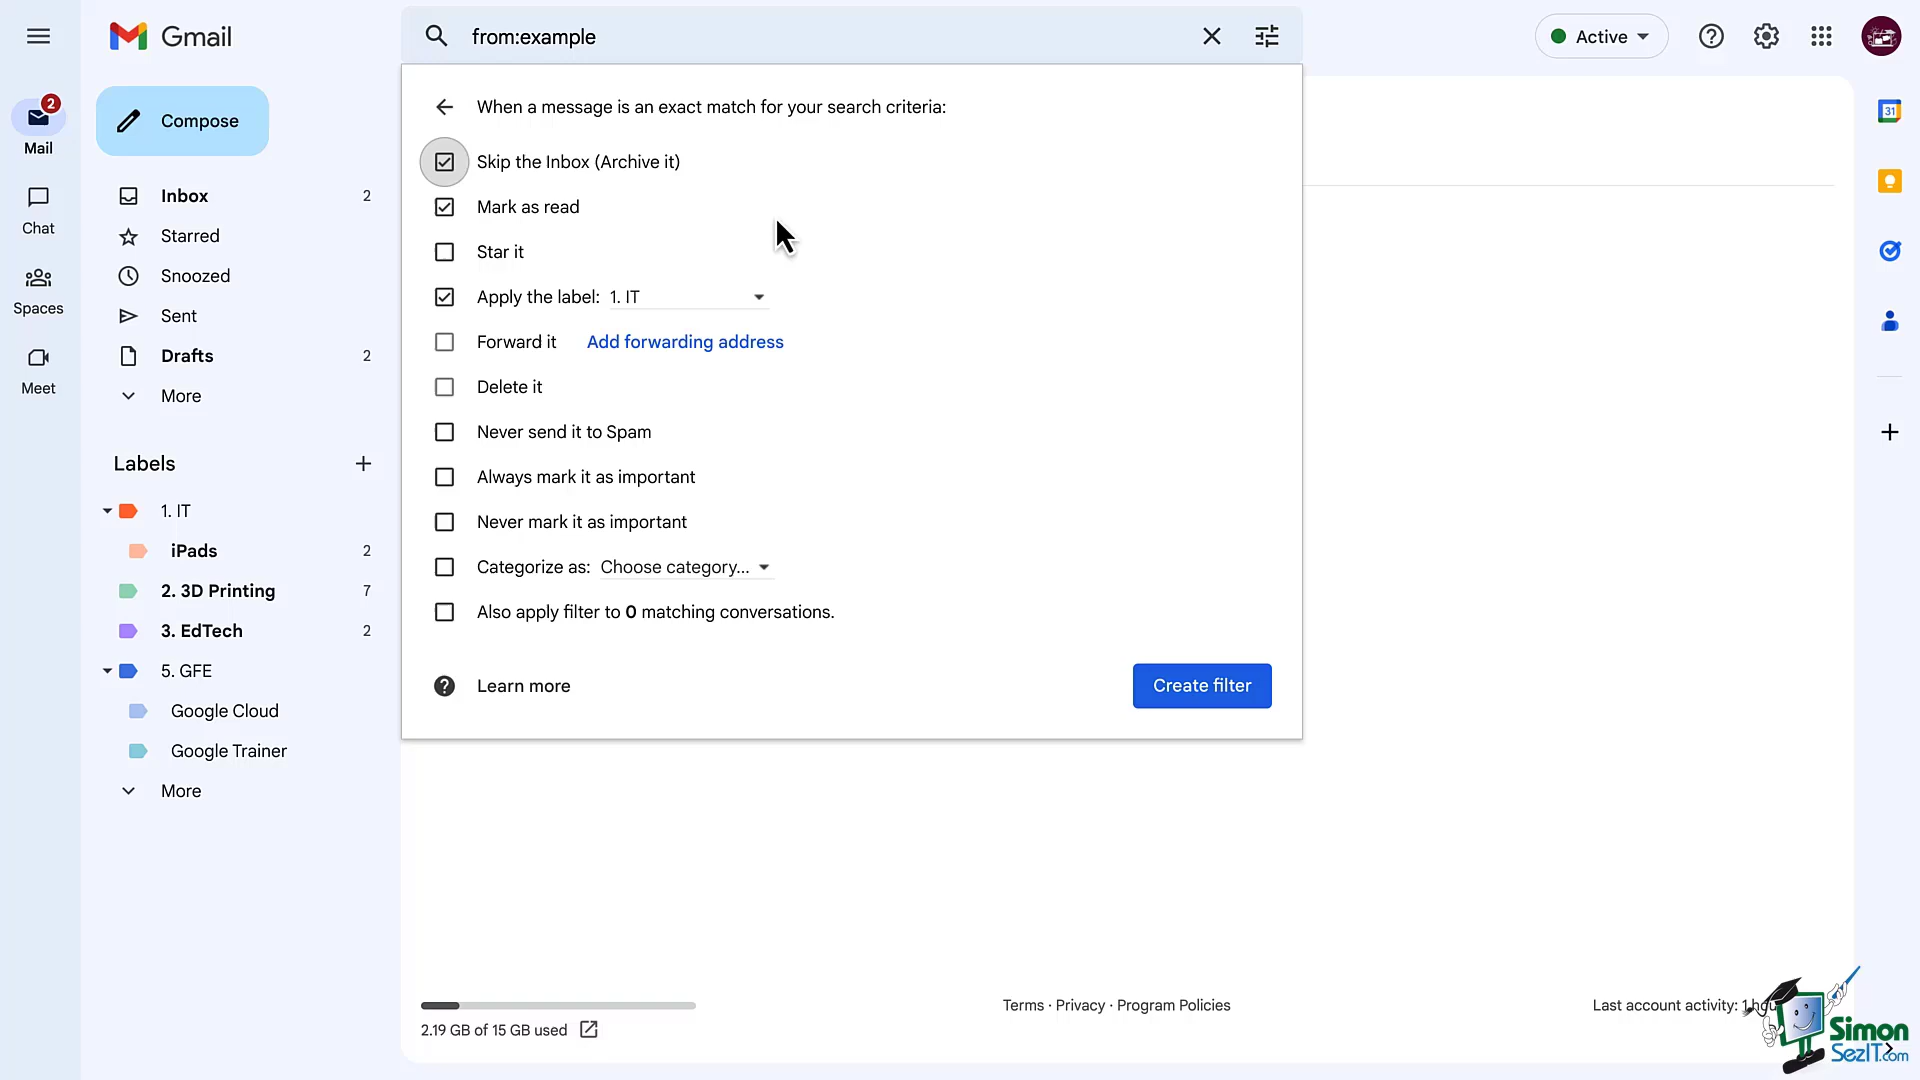 Gmail
from:example
Active
2
Mail
Chat
Spaces
Meet
Compose
Inbox 2
Starred
Snoozed
Sent
Drafts 2
More
Labels
1. IT
iPads 2
2. 3D Printing 7
3. EdTech 2
5. GFE
Google Cloud
Google Trainer
More
When a message is an exact match for your search criteria:
Skip the Inbox (Archive it)
Mark as read
Star it
Apply the label: 1. IT
Forward it Add forwarding address
Delete it
Never send it to Spam
Always mark it as important
Never mark it as important
Categorize as: Choose category...
Also apply filter to 0 matching conversations.
Learn more
Create filter
31
2.19 GB of 15 GB used
Terms · Privacy · Program Policies
Last account activity: 1
Simon
SezIT.com